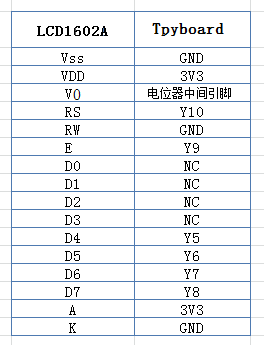 LCD1602A Tpyboard
Vss GND
VDD 3V3
VO 电位器中间引脚
RS Y10
RW GND
E Y9
D0 NC
D1 NC
D2 NC
D3 NC
D4 Y5
D5 Y6
D6 Y7
D7 Y8
A 3V3
K GND